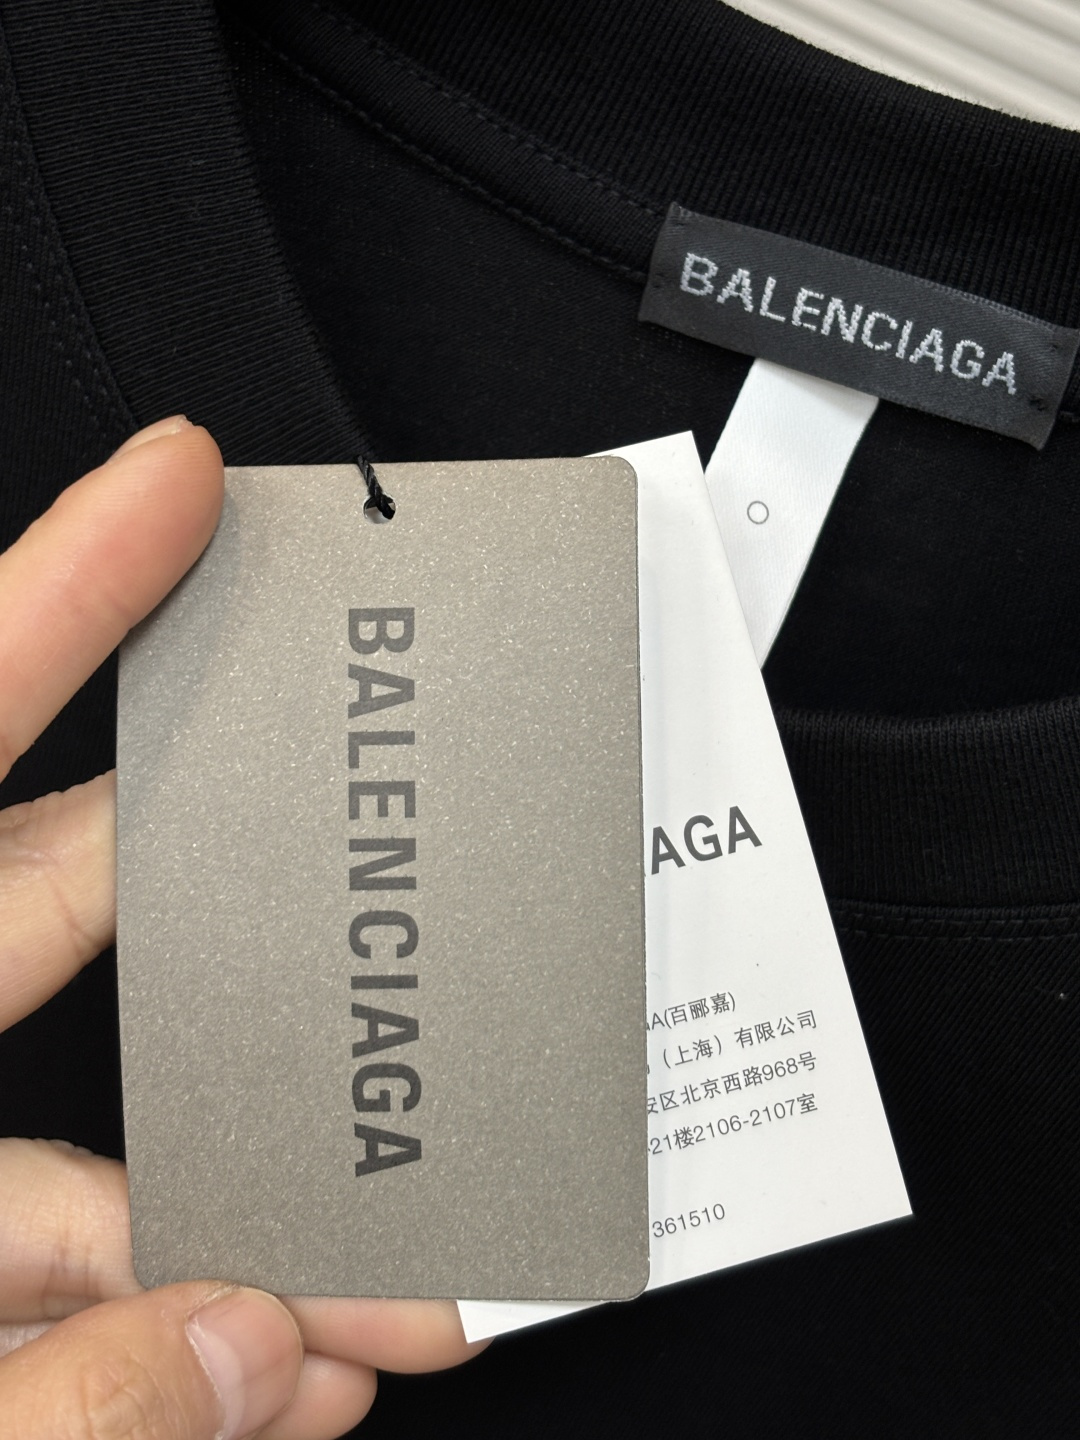 BALENCIAGA
BALENCIAGA
AGA
A(百郦嘉)
（上海）有限公司
安区北京西路968号
21楼2106-2107室
361510